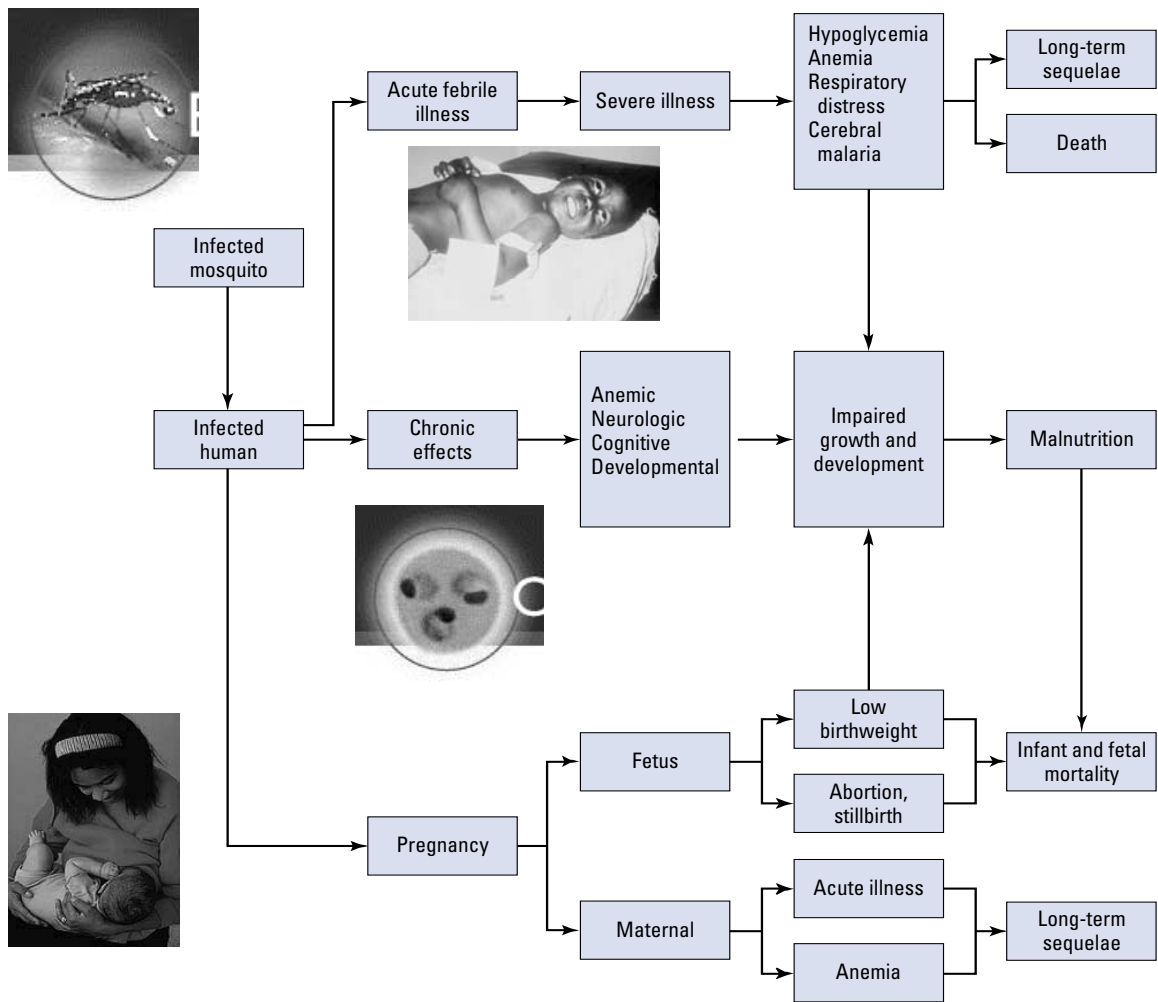 Hypoglycemia
Anemia
Respiratory
distress
Cerebral
malaria
Long-term
sequelae
Acute febrile
illness
Severe illness
Death
Infected
mosquito
Infected
human
Chronic
effects
Anemic
Neurologic
Cognitive
Developmental
Impaired
growth and
development
Malnutrition
Fetus
Low
birthweight
Abortion,
stillbirth
Infant and fetal
mortality
Pregnancy
Maternal
Acute illness
Anemia
Long-term
sequelae